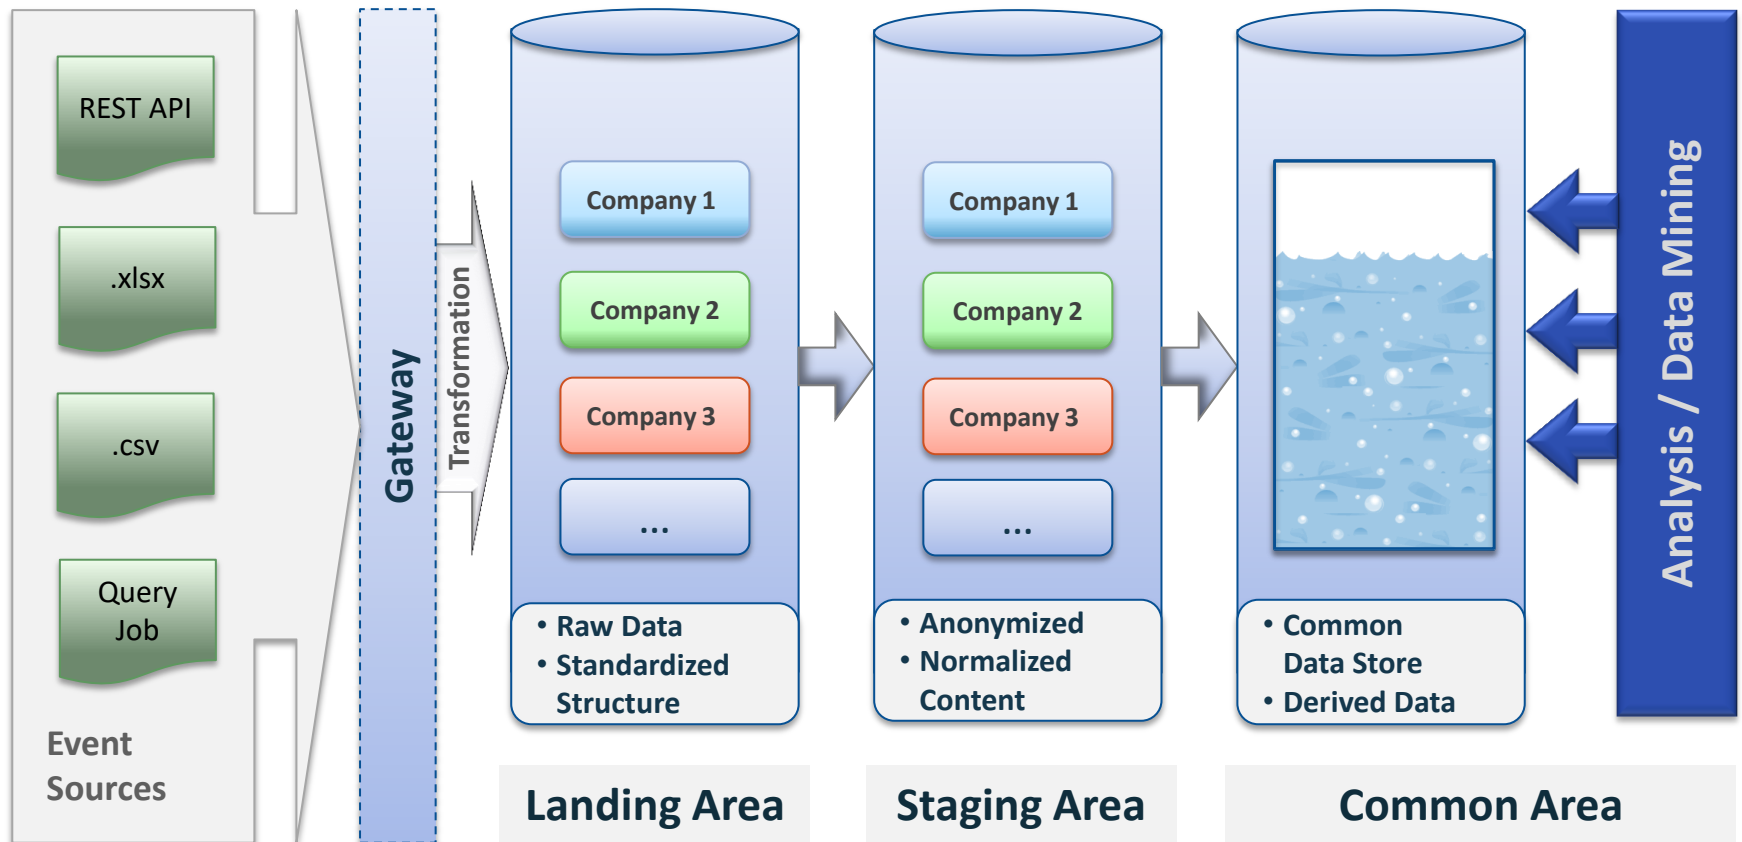 REST API
.xlsx
.csv
Query
Job
Event
Sources
Gateway
Transformation
Company 1
Company 2
Company 3
...
• Raw Data
• Standardized
Structure
Landing Area
Company 1
Company 2
Company 3
...
• Anonymized
• Normalized
Content
Staging Area
• Common
Data Store
• Derived Data
Common Area
Analysis / Data Mining